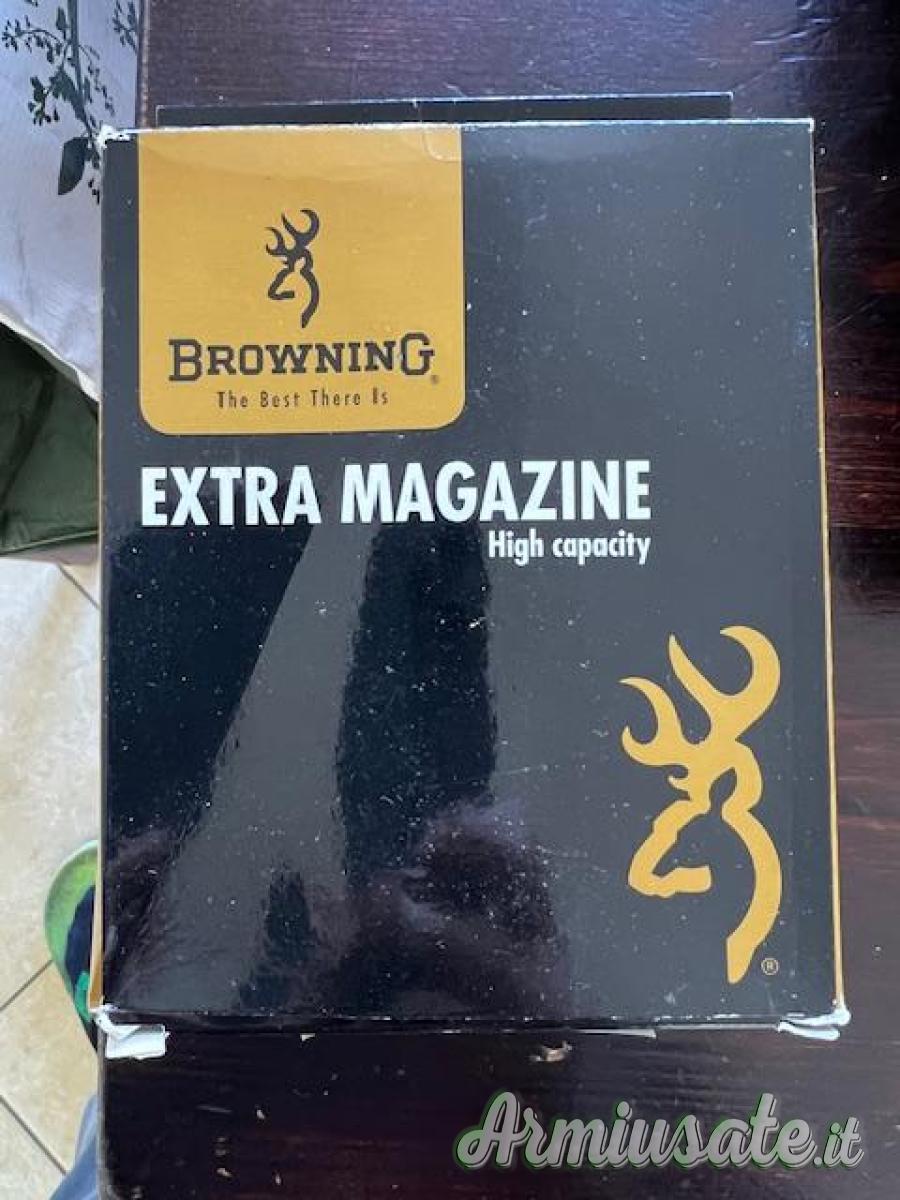 BROWNING®
The Best There Is
EXTRA MAGAZINE
High capacity
®
Armiusate.it